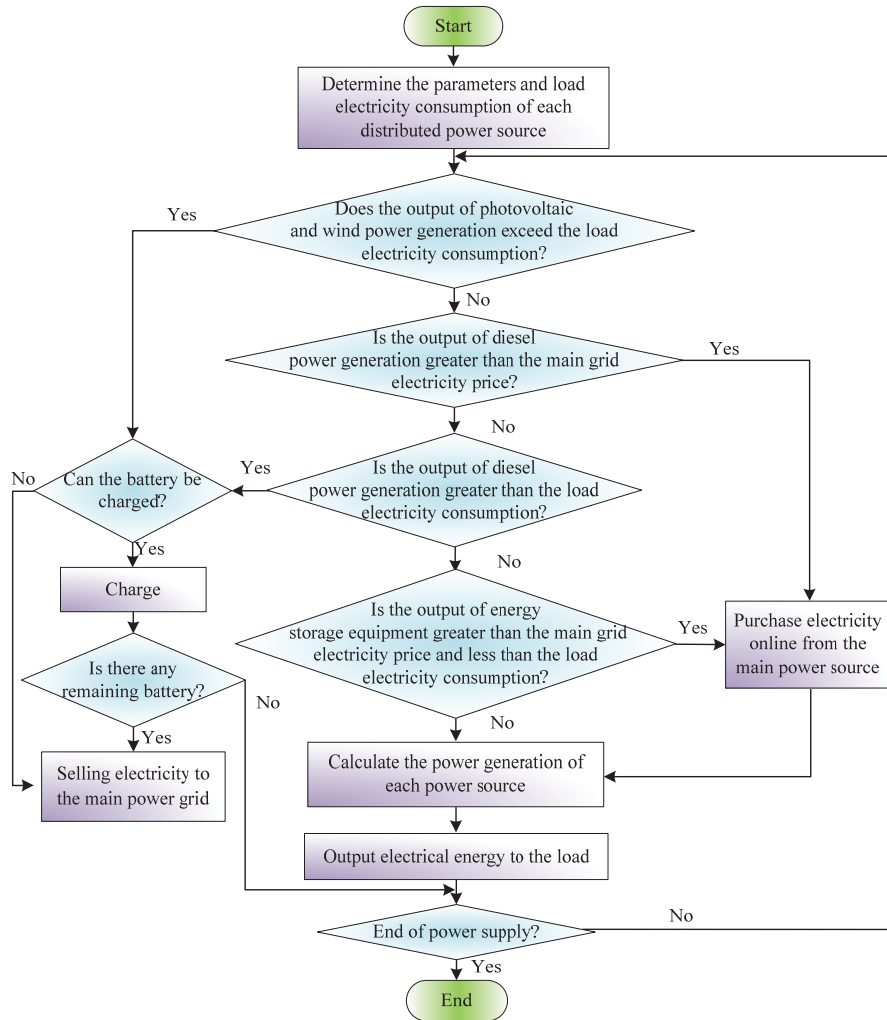 Start
Determine the parameters and load
electricity consumption of each
distributed power source
Yes
Does the output of photovoltaic
and wind power generation exceed the load
electricity consumption?
No
Is the output of diesel
power generation greater than the main grid
electricity price?
Yes
No
No
Can the battery be
charged?
Yes
Is the output of diesel
power generation greater than the load
electricity consumption?
Yes
No
Charge
Is the output of energy
storage equipment greater than the main grid
electricity price and less than the load
electricity consumption?
Yes
Purchase electricity
online from the
main power source
Is there any
remaining battery?
No
Yes
No
Selling electricity to
the main power grid
Calculate the power generation of
each power source
Output electrical energy to the load
End of power supply?
No
Yes
End